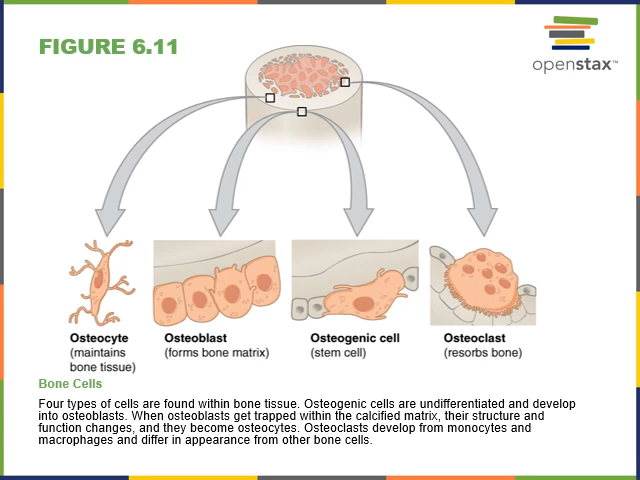 FIGURE 6.11
openstax™
Osteocyte
(maintains
bone tissue)
Osteoblast
(forms bone matrix)
Osteogenic cell
(stem cell)
Osteoclast
(resorbs bone)
Bone Cells
Four types of cells are found within bone tissue. Osteogenic cells are undifferentiated and develop
into osteoblasts. When osteoblasts get trapped within the calcified matrix, their structure and
function changes, and they become osteocytes. Osteoclasts develop from monocytes and
macrophages and differ in appearance from other bone cells.